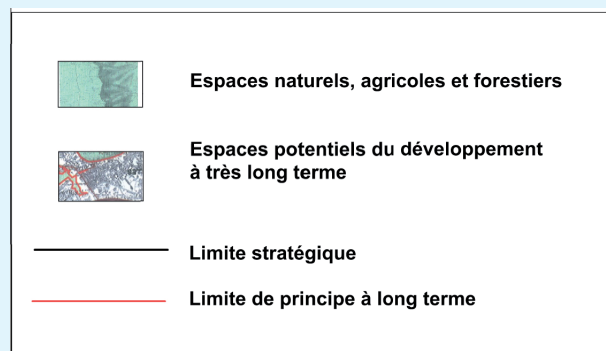 Espaces naturels, agricoles et forestiers
Espaces potentiels du développement
à très long terme
Limite stratégique
Limite de principe à long terme